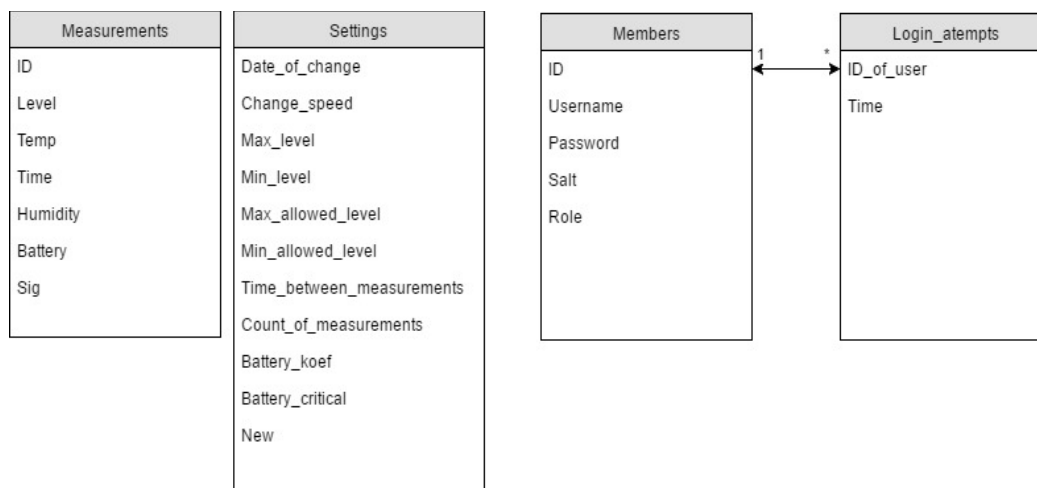 Measurements
ID
Level
Temp
Time
Humidity
Battery
Sig
Settings
Date_of_change
Change_speed
Max_level
Min_level
Max_allowed_level
Min_allowed_level
Time_between_measurements
Count_of_measurements
Battery_koef
Battery_critical
New
Members
ID
Username
Password
Salt
Role
1
*
Login_atempts
ID_of_user
Time